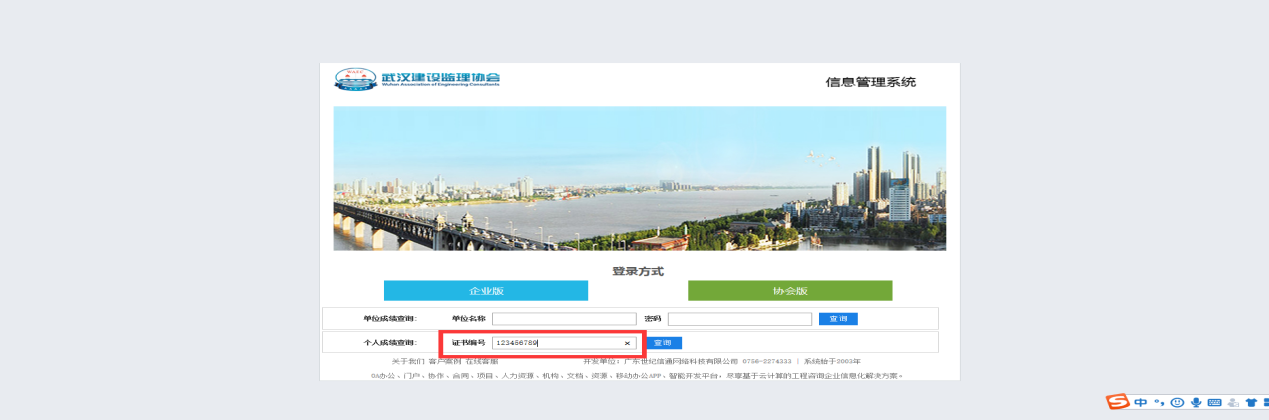 WAEC
武汉建设监理协会
Wuhan Association of Engineering Consultants
信息管理系统
登录方式
企业版 协会版
单位成绩查询: 单位名称 密码 查询
个人成绩查询: 证书编号 123456789 × 查询
关于我们 客户案例 在线客服 开发单位：广东世纪信通网络科技有限公司 0756-2274333 | 系统始于2002年
OA办公、门户、协作、合同、项目、人力资源、机构、文档、资源、移动办公APP、智能开发平台，尽享基于云计算的工程咨询企业信息化解决方案。
S 中